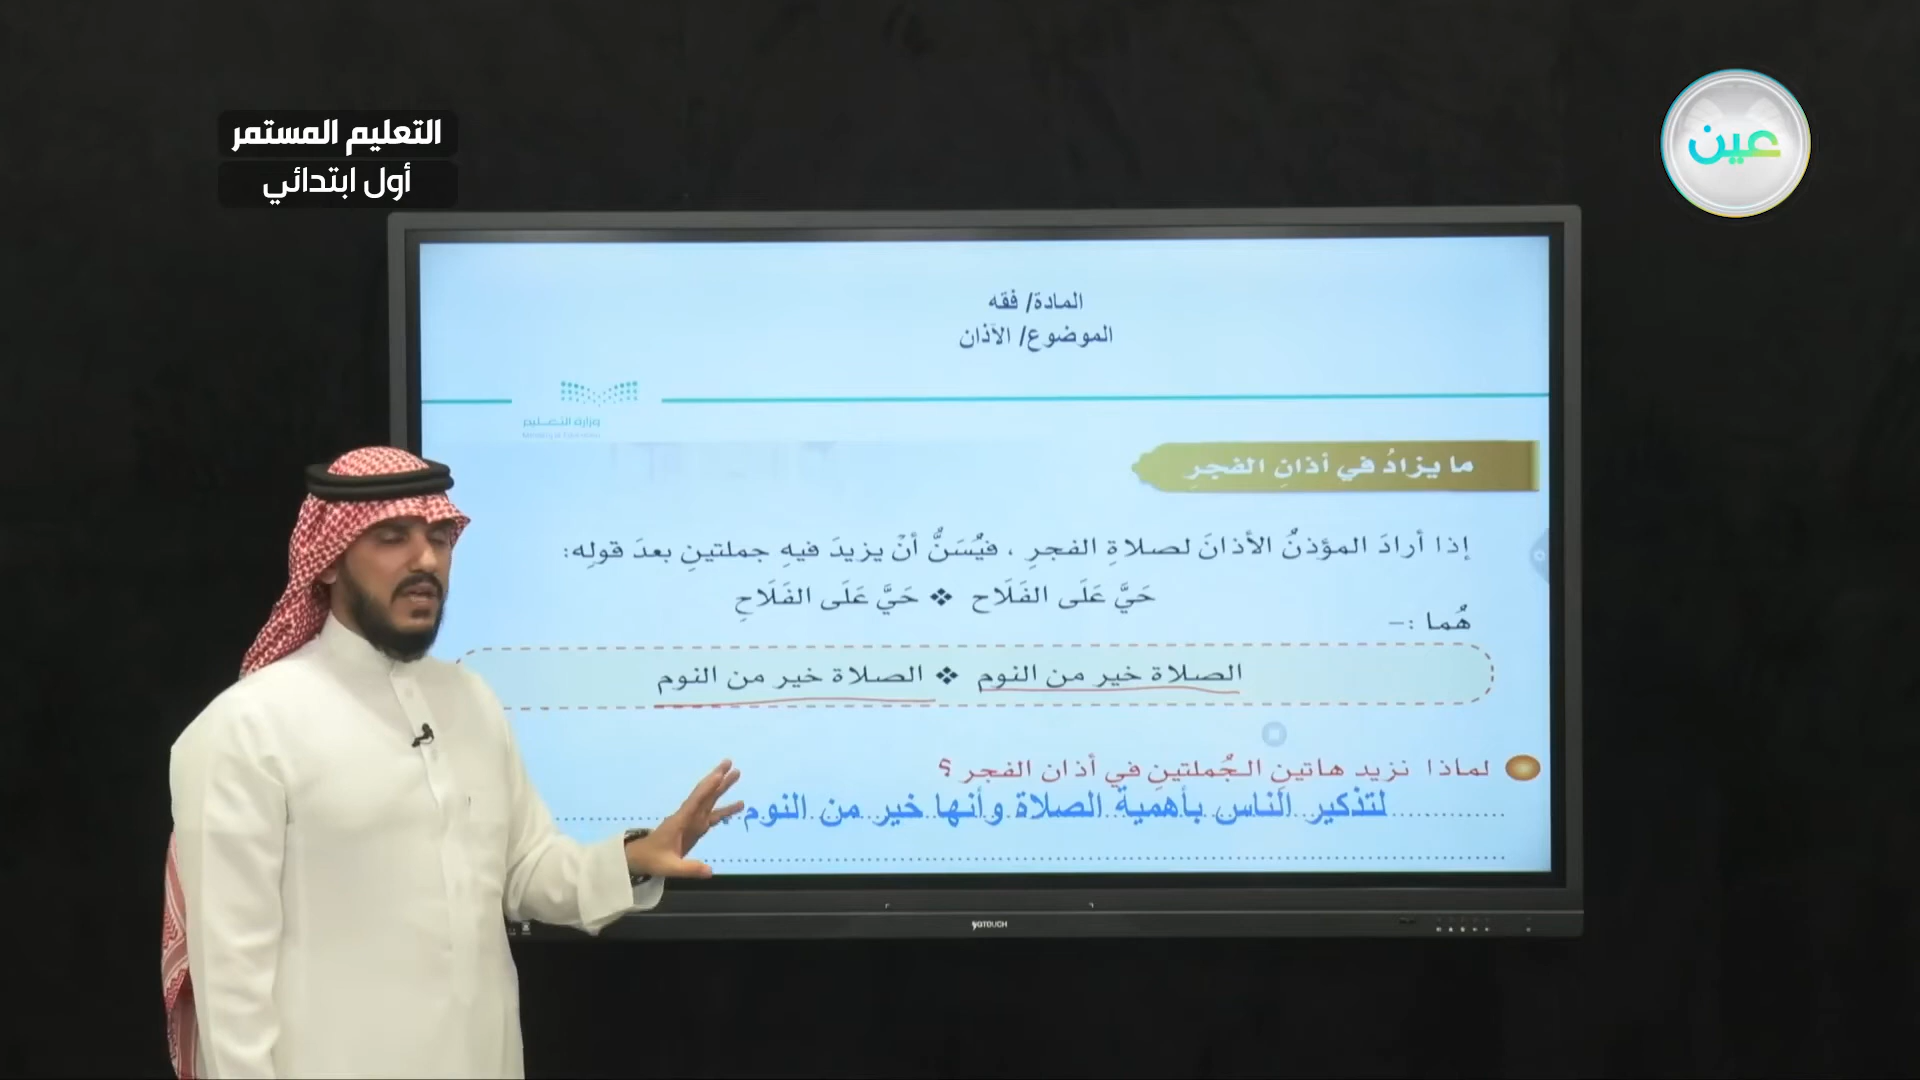 التعليم المستمر
أول ابتدائي
عين
المادة/ فقه
الموضوع/ الآذان
وزارة التعليم
ما يزادُ في أذانِ الفجرِ
إذا أرادَ المؤذنُ الأذانَ لصلاةِ الفجرِ ، فيُسَنُّ أنْ يزيدَ فيهِ جملتينِ بعدَ قولِه:
حَيَّ عَلَى الفَلَاح ❖ حَيَّ عَلَى الفَلَاحِ
هُما :-
الصلاة خير من النوم ❖ الصلاة خير من النوم
لماذا نزيد هاتينِ الجُملتينِ في أذان الفجر ؟
لتذكير الناس بأهمية الصلاة وأنها خير من النوم